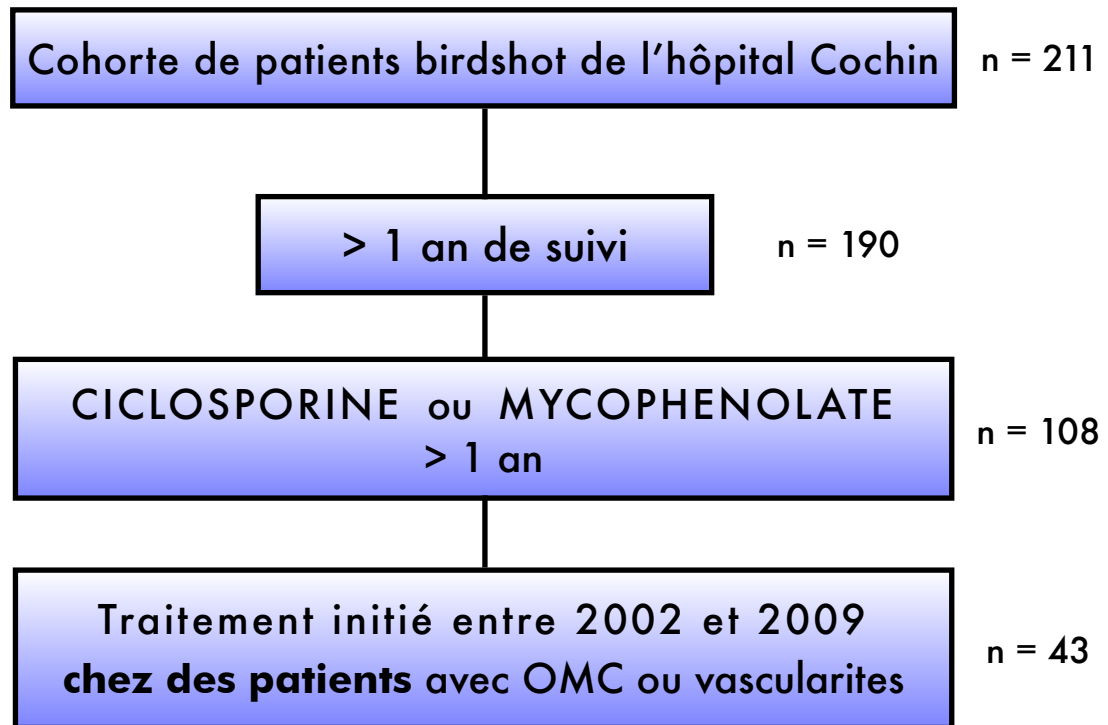 Cohorte de patients birdshot de l'hôpital Cochin n = 211
> 1 an de suivi n = 190
CICLOSPORINE ou MYCOPHENOLATE
> 1 an
n = 108
Traitement initié entre 2002 et 2009
chez des patients avec OMC ou vascularites
n = 43